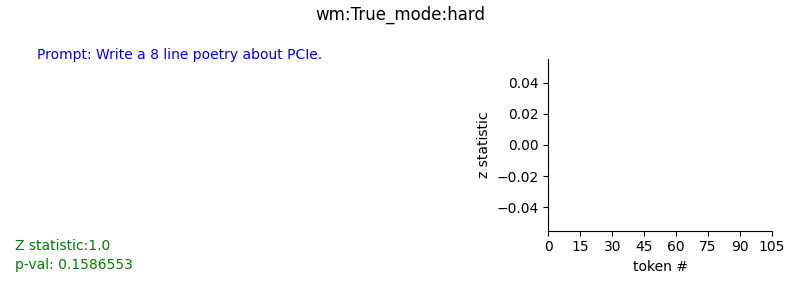 wm:True_mode:hard
Prompt: Write a 8 line poetry about PCIe.
z statistic
0.04
0.02
0.00
−0.02
−0.04
0 15 30 45 60 75 90 105
token #
Z statistic:1.0
p-val: 0.1586553